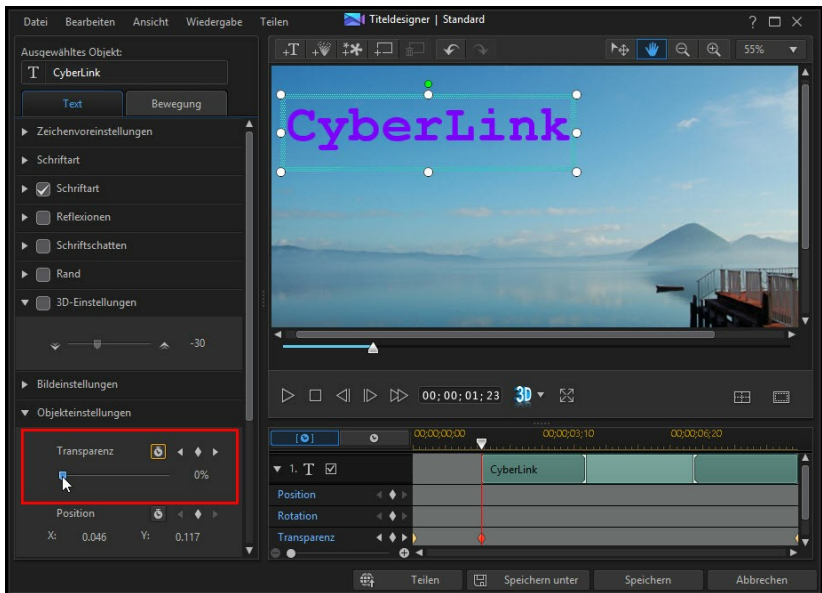 Datei Bearbeiten Ansicht Wiedergabe Teilen Titeldesigner | Standard ?
Ausgewähltes Objekt:
T CyberLink
Text Bewegung
Zeichenvoreinstellungen
Schriftart
Schriftart
Reflexionen
Schriftschatten
Rand
3D-Einstellungen
-30
Bildeinstellungen
Objekteinstellungen
Transparenz
0%
Position
X: 0.046 Y: 0.117
+T 55%
CyberLink
00;00;01;23 3D
00;00;00;00 00;00;03;10 00;00;06;20
1. T CyberLink
Position
Rotation
Transparenz
Teilen Speichern unter Speichern Abbrechen